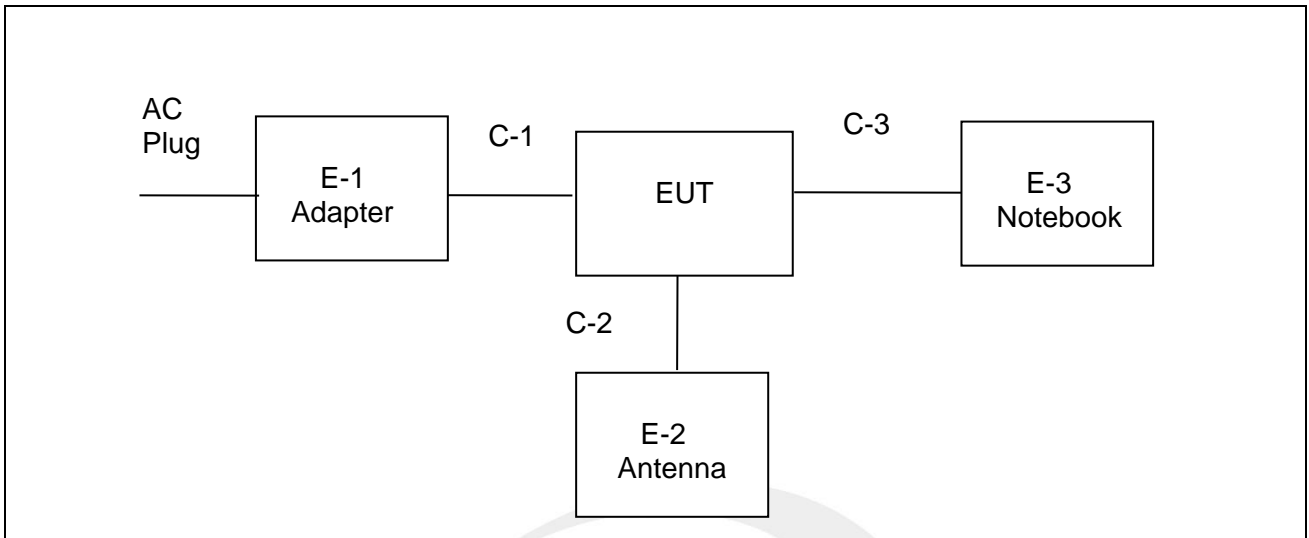 AC
Plug
E-1
Adapter
C-1
EUT
C-3
E-3
Notebook
C-2
E-2
Antenna